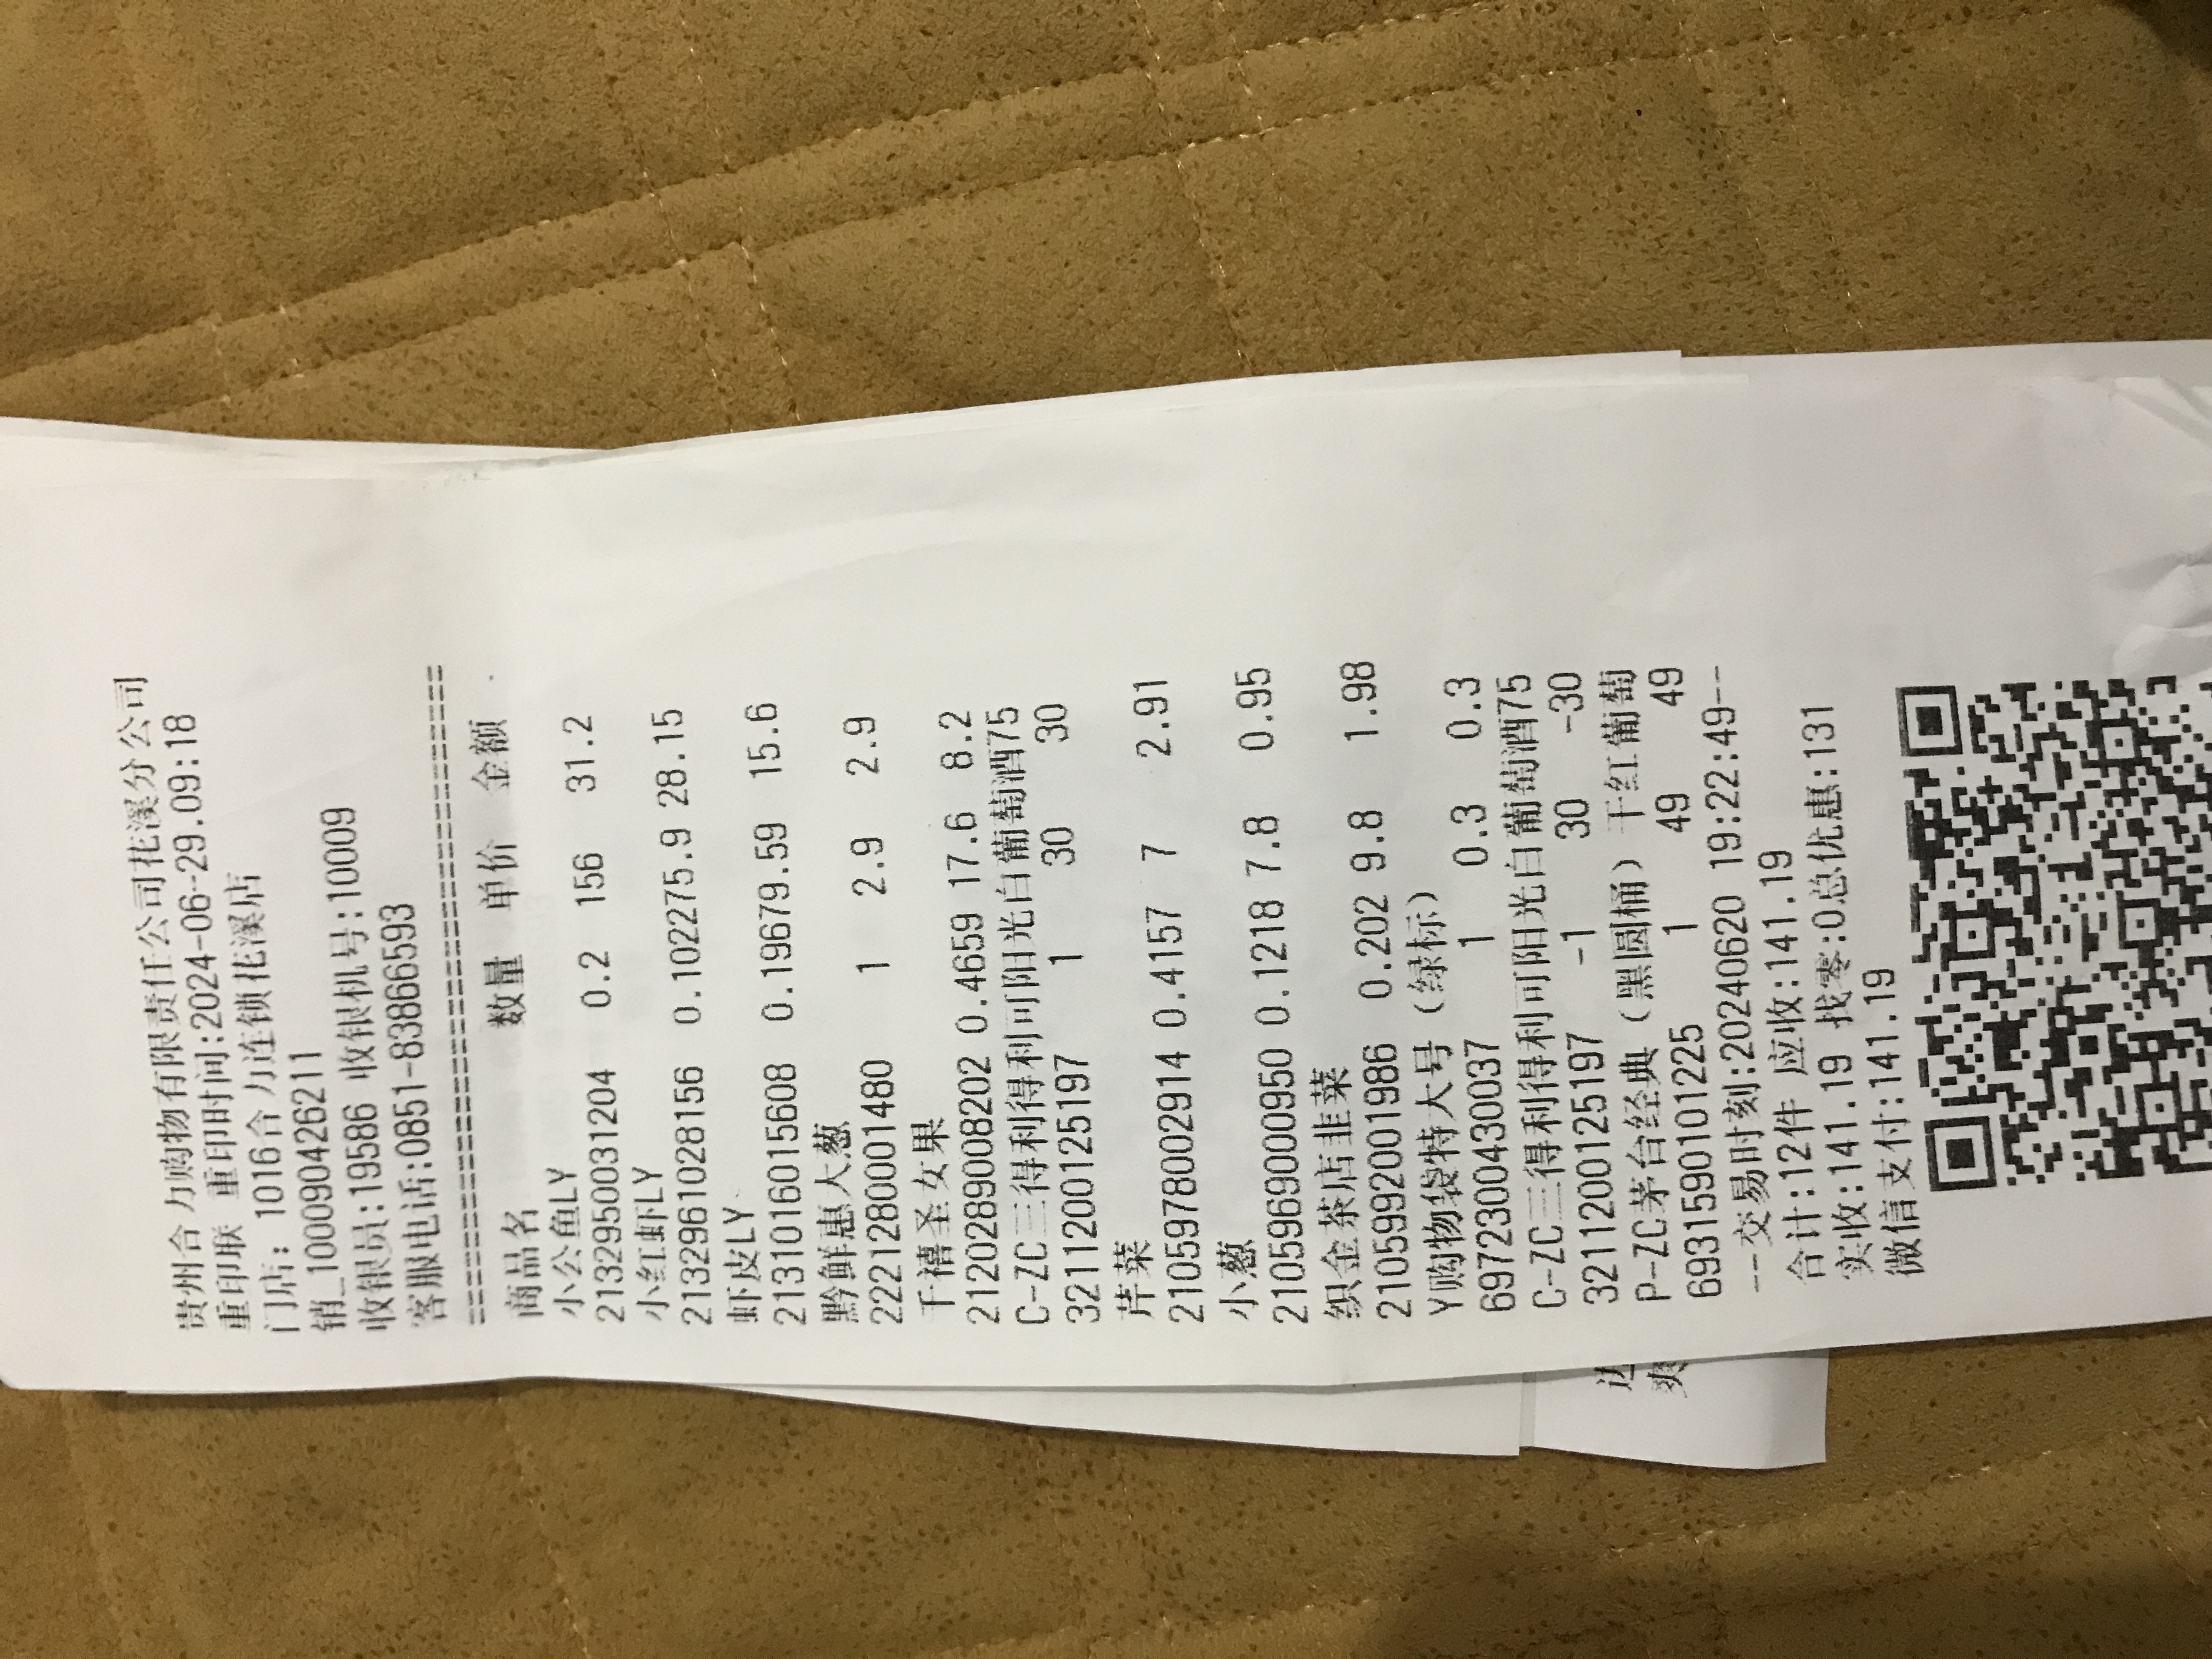 贵州合力购物有限责任公司花溪分公司
重印联 重印时间:2024-06-29.09:18
门店: 1016合力连锁花溪店
销_100090426211
收银员:19586 收银机号:10009
客服电话:0851-83866593
================================
商品名 数量 单价 金额
小公鱼LY
2132950031204 0.2 156 31.2
小红虾LY
2132961028156 0.102275.9 28.15
虾皮LY
2131016015608 0.19679.59 15.6
黔鲜惠大葱
2221280001480 1 2.9 2.9
千禧圣女果
2120289008202 0.4659 17.6 8.2
C-ZC三得利得利可阳光白葡萄酒75
3211200125197 1 30 30
芹菜
2105978002914 0.4157 7 2.91
小葱
2105969000950 0.1218 7.8 0.95
织金茶店韭菜
2105992001986 0.202 9.8 1.98
Y购物袋特大号(绿标)
6972300430037 1 0.3 0.3
C-ZC三得利得利可阳光白葡萄酒75
3211200125197 -1 30 -30
P-ZC茅台经典(黑圆桶)干红葡萄
6931590101225 1 49 49
--交易时刻:20240620 19:22:49--
合计:12件 应收:141.19
实收:141.19 找零:0总优惠:131
微信支付:141.19
爽